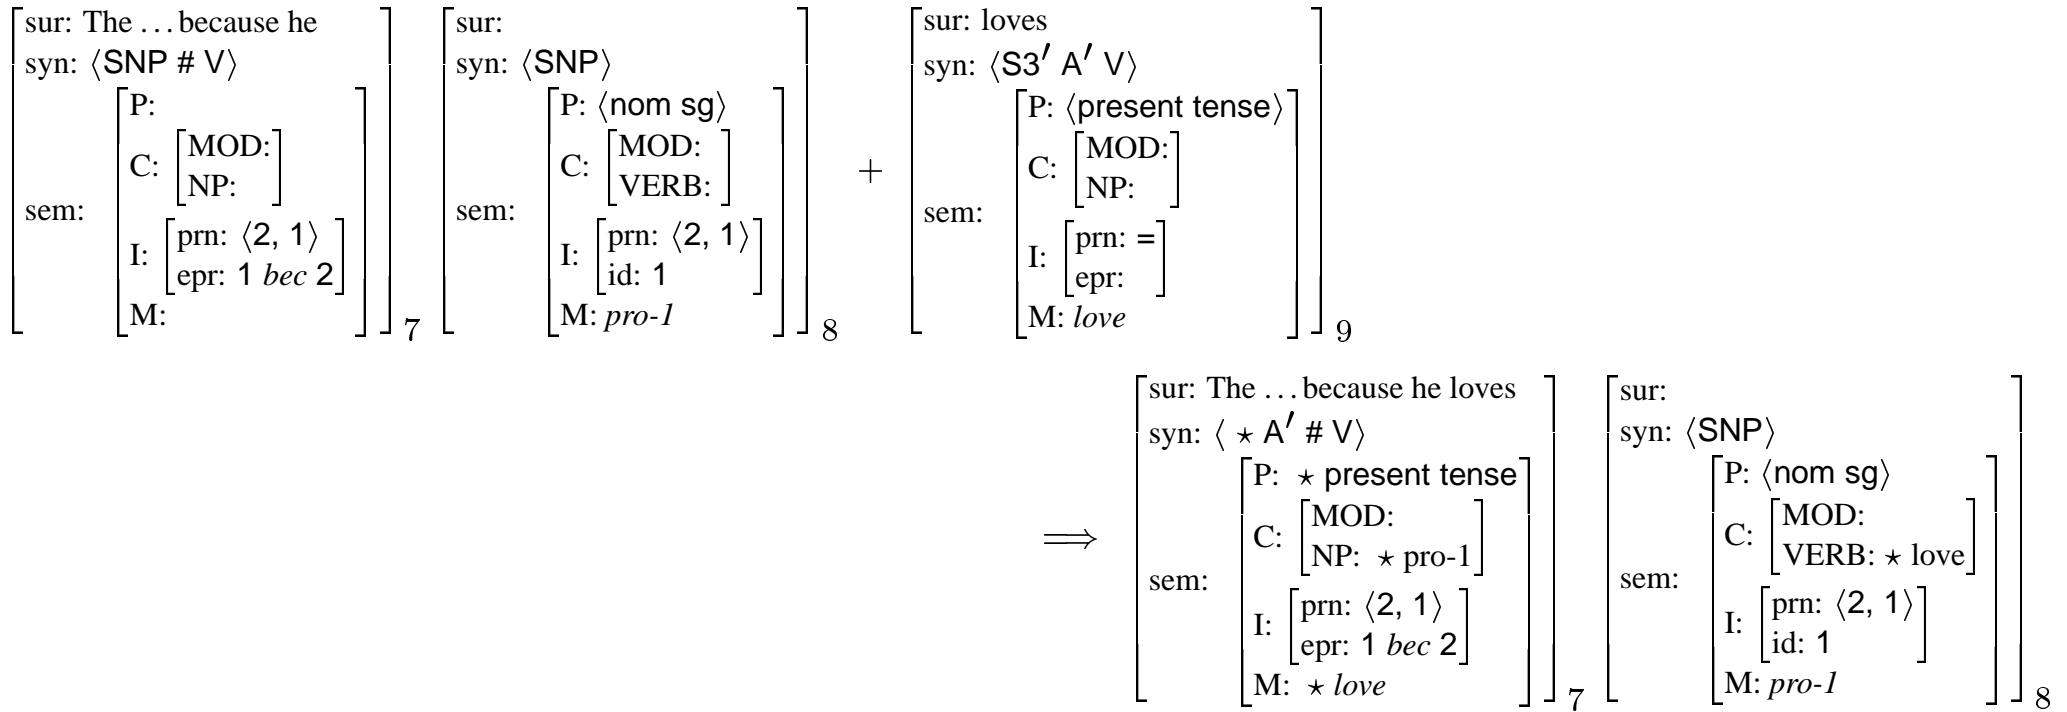 sur: The ... because he
syn: ⟨SNP # V⟩
sem:
P:
C:
MOD:
NP:
I:
prn: ⟨2, 1⟩
epr: 1 bec 2
M:
7
sur:
syn: ⟨SNP⟩
sem:
P: ⟨nom sg⟩
C:
MOD:
VERB:
I:
prn: ⟨2, 1⟩
id: 1
M: pro-1
8
+
sur: loves
syn: ⟨S3′ A′ V⟩
sem:
P: ⟨present tense⟩
C:
MOD:
NP:
I:
prn: =
epr:
M: love
9
⟹
sur: The ... because he loves
syn: ⟨ ⋆ A′ # V⟩
sem:
P: ⋆ present tense
C:
MOD:
NP: ⋆ pro-1
I:
prn: ⟨2, 1⟩
epr: 1 bec 2
M: ⋆ love
7
sur:
syn: ⟨SNP⟩
sem:
P: ⟨nom sg⟩
C:
MOD:
VERB: ⋆ love
I:
prn: ⟨2, 1⟩
id: 1
M: pro-1
8